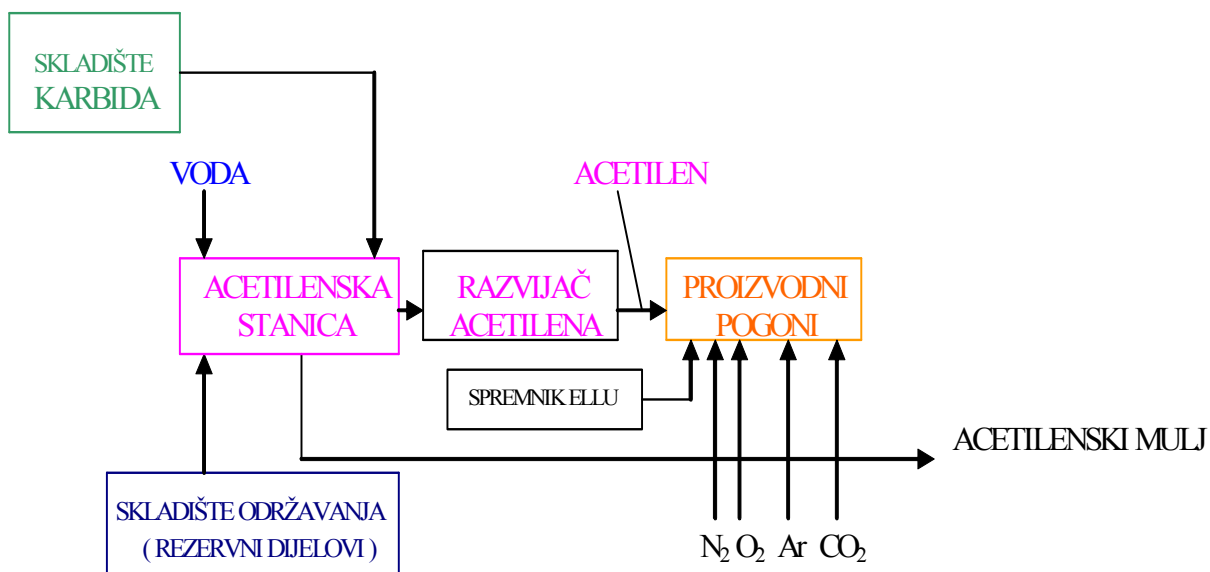 SKLADIŠTE
KARBIDA
VODA
ACETILEN
ACETILENSKA
STANICA
RAZVIJAČ
ACETILENA
PROIZVODNI
POGONI
SPREMNIK ELLU
ACETILENSKI MULJ
SKLADIŠTE ODRŽAVANJA
( REZERVNI DIJELOVI )
N₂ O₂ Ar CO₂